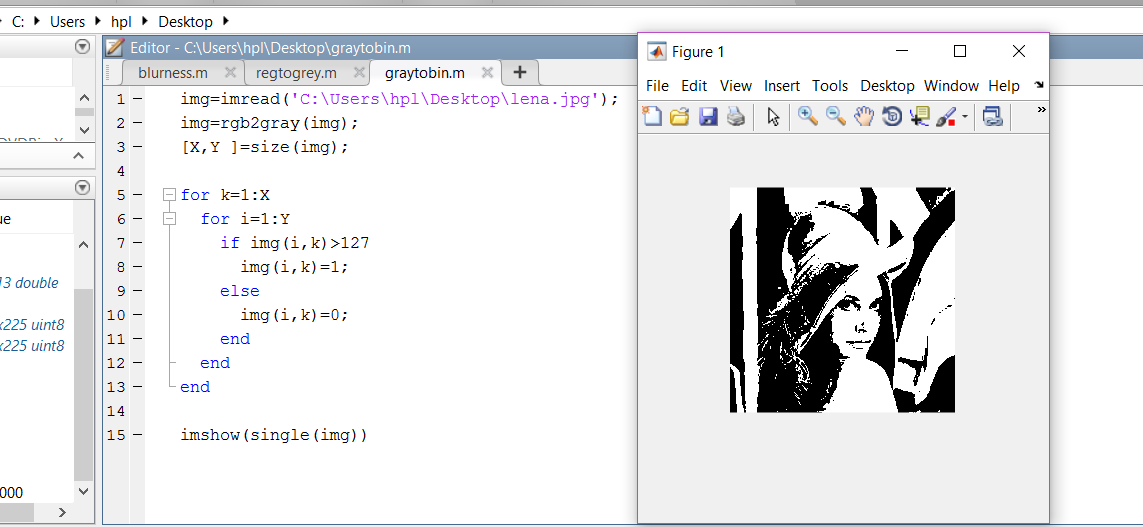 C: Users hpl Desktop
Editor - C:\Users\hpl\Desktop\graytobin.m
blurness.m regtogrey.m graytobin.m
1 img=imread('C:\Users\hpl\Desktop\lena.jpg');
2 img=rgb2gray(img);
3 [X,Y ]=size(img);
4
5 for k=1:X
6 for i=1:Y
7 if img(i,k)>127
8 img(i,k)=1;
9 else
10 img(i,k)=0;
11 end
12 end
13 end
14
15 imshow(single(img))
ue
13 double
x225 uint8
x225 uint8
000
Figure 1
File Edit View Insert Tools Desktop Window Help